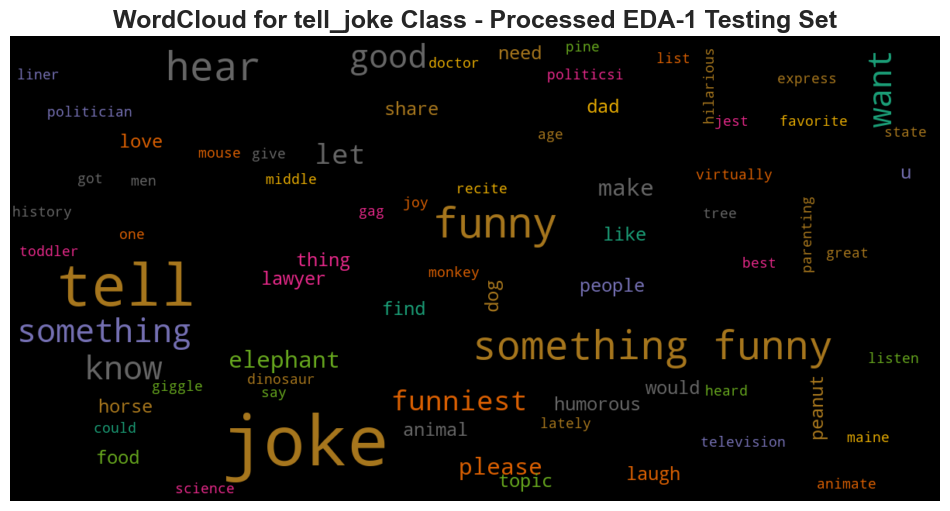 WordCloud for tell_joke Class - Processed EDA-1 Testing Set
liner
hear
good
doctor
need
pine
politicsi
list
hilarious
express
want
politician
share
dad
jest
favorite
state
love
mouse
give
let
age
got
men
middle
recite
make
virtually
u
history
gag
joy
funny
like
tree
parenting
one
toddler
thing
lawyer
monkey
dog
people
best
great
tell
find
something
something funny
know
elephant
dinosaur
giggle
say
listen
horse
funniest
humorous
would
heard
peanut
could
joke
animal
lately
television
maine
food
please
topic
laugh
science
animate